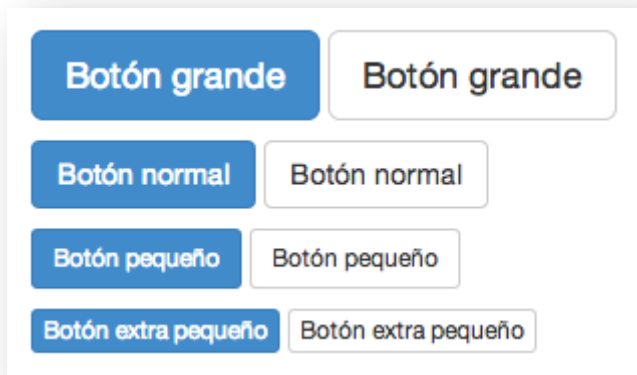 Botón grande Botón grande
Botón normal Botón normal
Botón pequeño Botón pequeño
Botón extra pequeño Botón extra pequeño